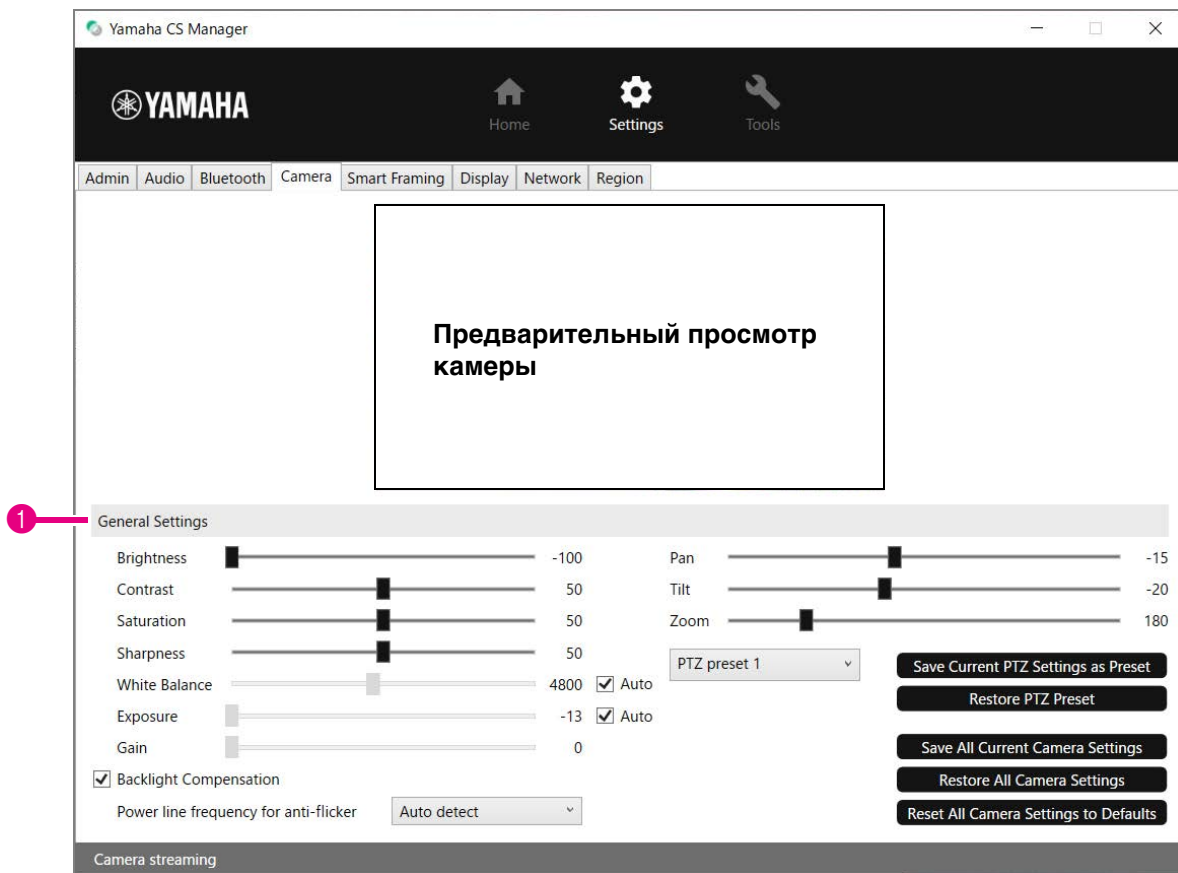 Yamaha CS Manager
YAMAHA
Home
Settings
Tools
Admin Audio Bluetooth Camera Smart Framing Display Network Region
Предварительный просмотр
камеры
1
General Settings
Brightness -100
Contrast 50
Saturation 50
Sharpness 50
White Balance 4800 Auto
Exposure -13 Auto
Gain 0
Backlight Compensation
Power line frequency for anti-flicker Auto detect
Pan -15
Tilt -20
Zoom 180
PTZ preset 1
Save Current PTZ Settings as Preset
Restore PTZ Preset
Save All Current Camera Settings
Restore All Camera Settings
Reset All Camera Settings to Defaults
Camera streaming